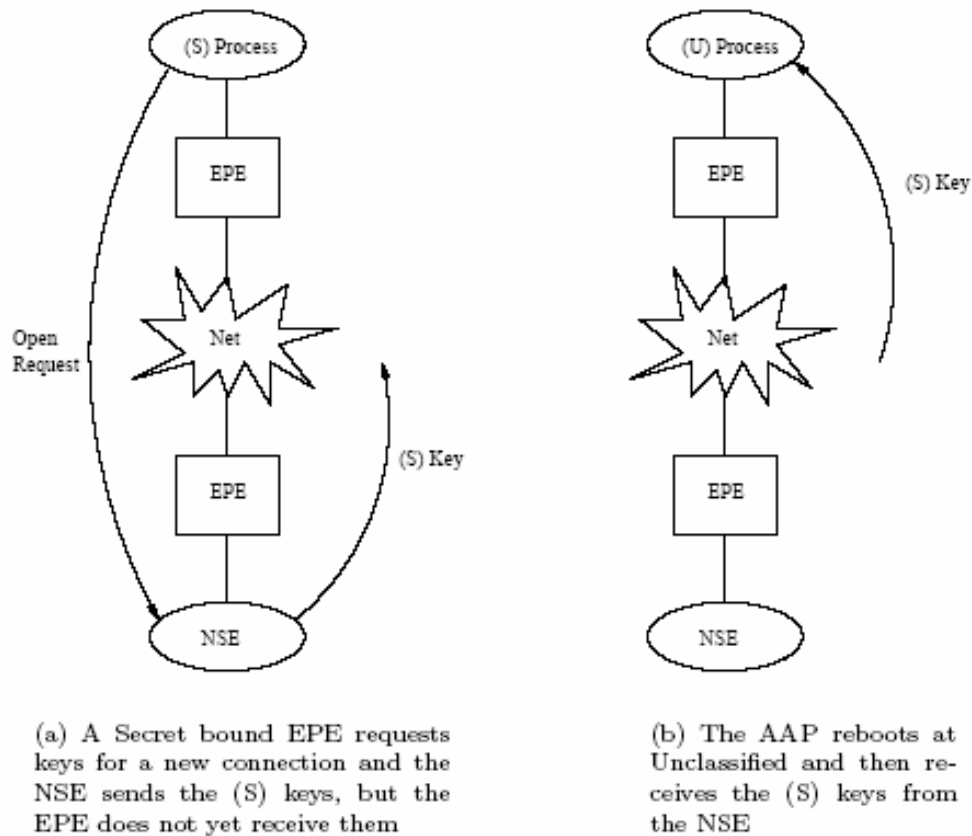 (S) Process
EPE
Net
Open
Request
(S) Key
EPE
NSE
(a) A Secret bound EPE requests
keys for a new connection and the
NSE sends the (S) keys, but the
EPE does not yet receive them
(U) Process
EPE
(S) Key
Net
EPE
NSE
(b) The AAP reboots at
Unclassified and then re-
ceives the (S) keys from
the NSE